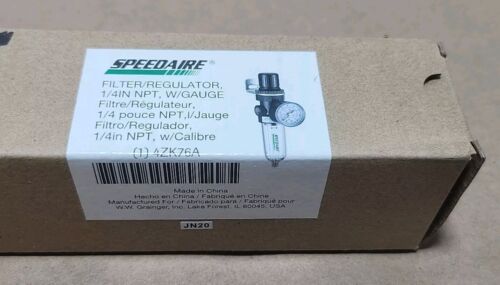 SPEEDAIRE
FILTER/REGULATOR,
1/4IN NPT, W/GAUGE
Filtre/Régulateur,
1/4 pouce NPT,l/Jauge
Filtro/Regulador,
1/4in NPT, w/Calibre
(1) 4ZK76A
Made in China
Hecho en China / Fabriqué en Chine
Manufactured For / Fabricado para / Fabriqué pour
W.W. Grainger, Inc. Lake Forest, IL 60045, USA
JN20